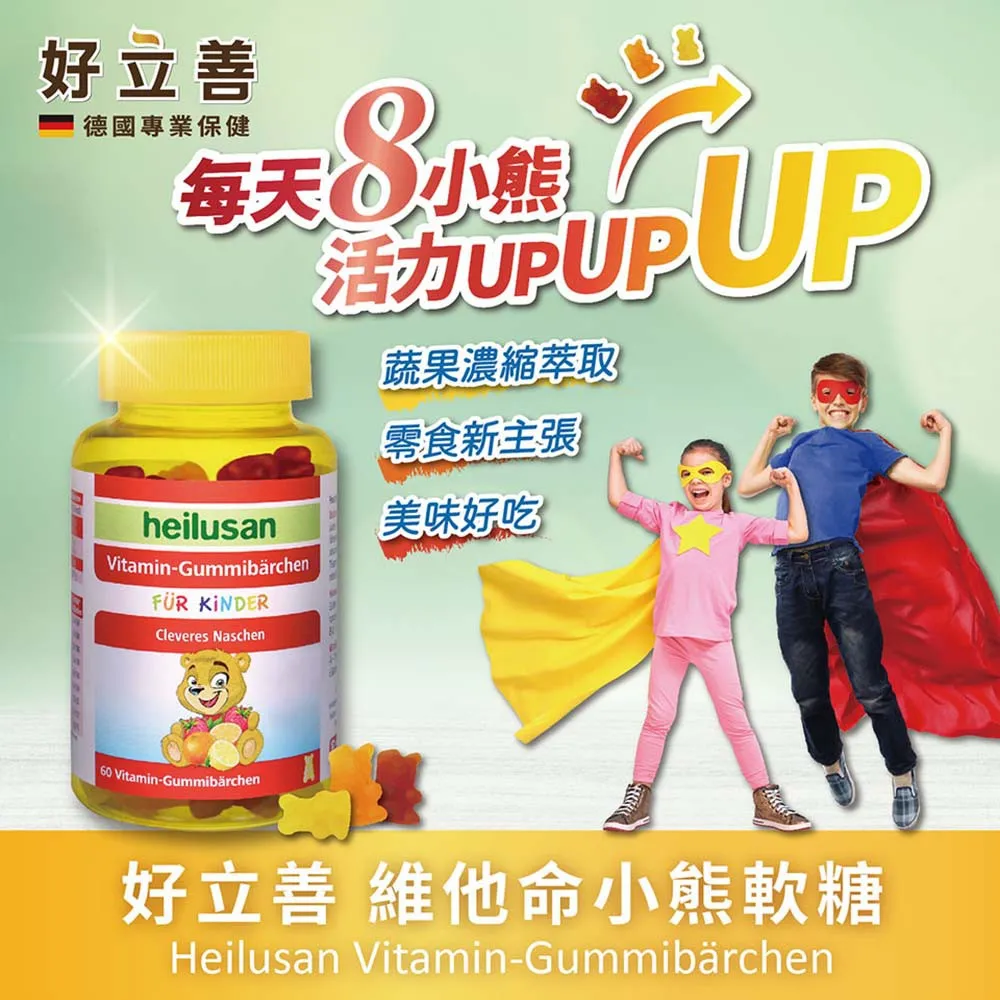 好立善
德國專業保健
每天8小熊
活力UPUPUP
蔬果濃縮萃取
零食新主張
美味好吃
heilusan
Vitamin-Gummibärchen
FÜR KiNDER
Cleveres Naschen
60 Vitamin-Gummibärchen
好立善 維他命小熊軟糖
Heilusan Vitamin-Gummibärchen